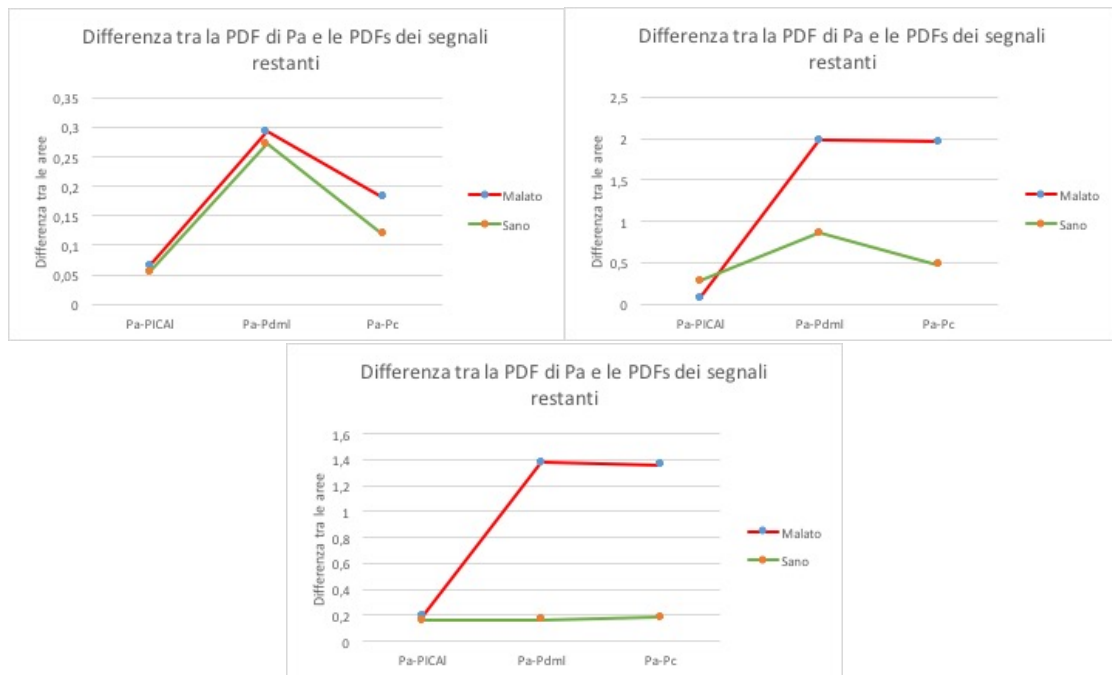 Differenza tra la PDF di Pa e le PDFs dei segnali
restanti
0,35
0,3
0,25
0,2
0,15
0,1
0,05
0
Differenza tra le aree
Pa-PICAl
Pa-Pdml
Pa-Pc
Malato
Sano
Differenza tra la PDF di Pa e le PDFs dei segnali
restanti
2,5
2
1,5
1
0,5
0
Differenza tra le aree
Pa-PICAl
Pa-Pdml
Pa-Pc
Malato
Sano
Differenza tra la PDF di Pa e le PDFs dei segnali
restanti
1,6
1,4
1,2
1
0,8
0,6
0,4
0,2
0
Differenza tra le aree
Pa-PICAl
Pa-Pdml
Pa-Pc
Malato
Sano